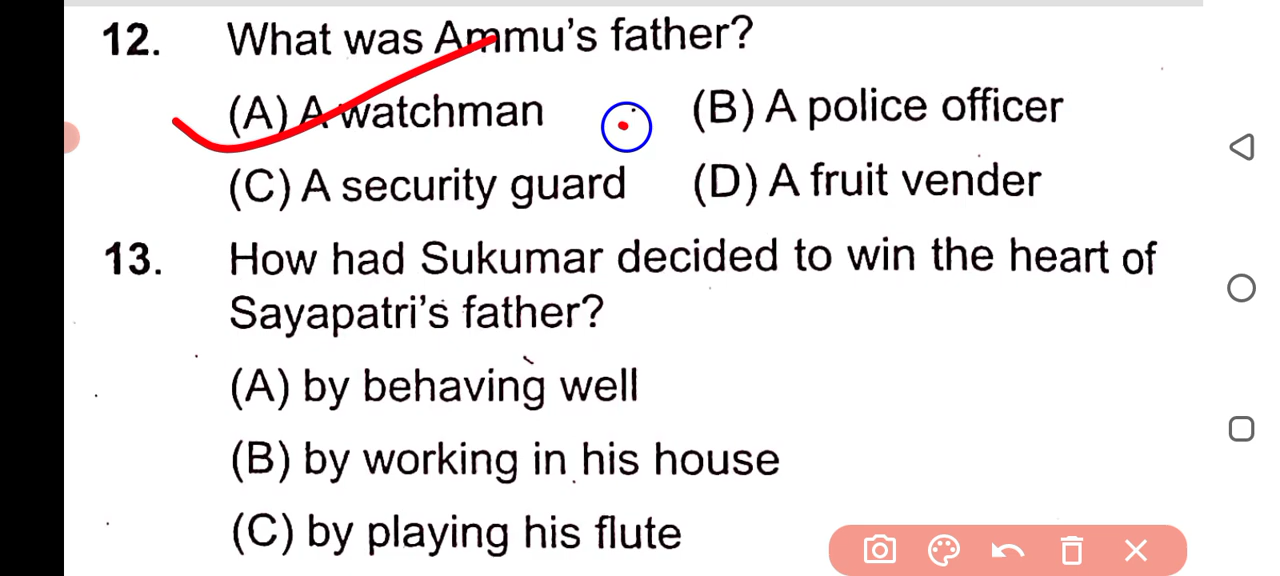 12. What was Ammu's father?
(A) A watchman (B) A police officer
(C) A security guard (D) A fruit vender
13. How had Sukumar decided to win the heart of
Sayapatri's father?
(A) by behaving well
(B) by working in his house
(C) by playing his flute